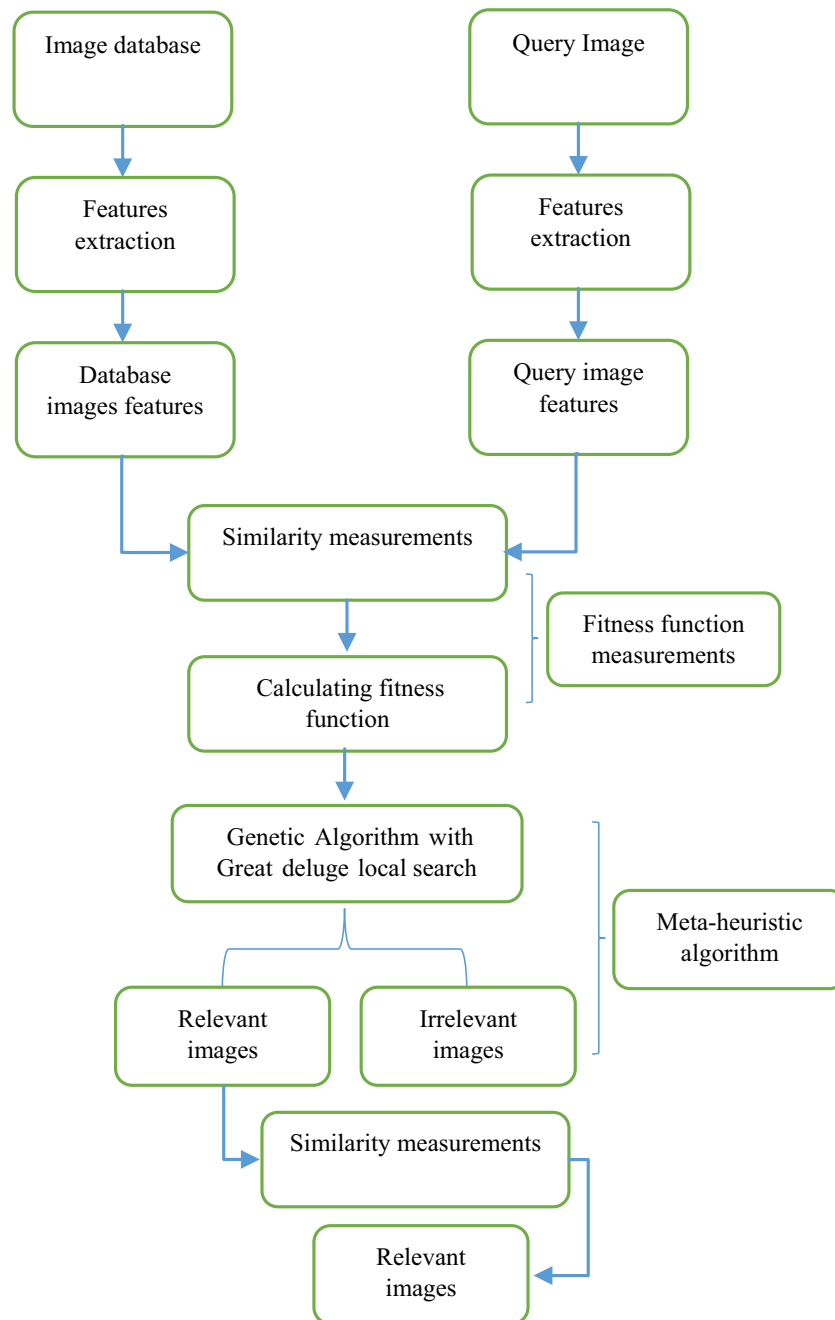 Image database
Query Image
Features
extraction
Features
extraction
Database
images features
Query image
features
Similarity measurements
Fitness function
measurements
Calculating fitness
function
Genetic Algorithm with
Great deluge local search
Meta-heuristic
algorithm
Relevant
images
Irrelevant
images
Similarity measurements
Relevant
images